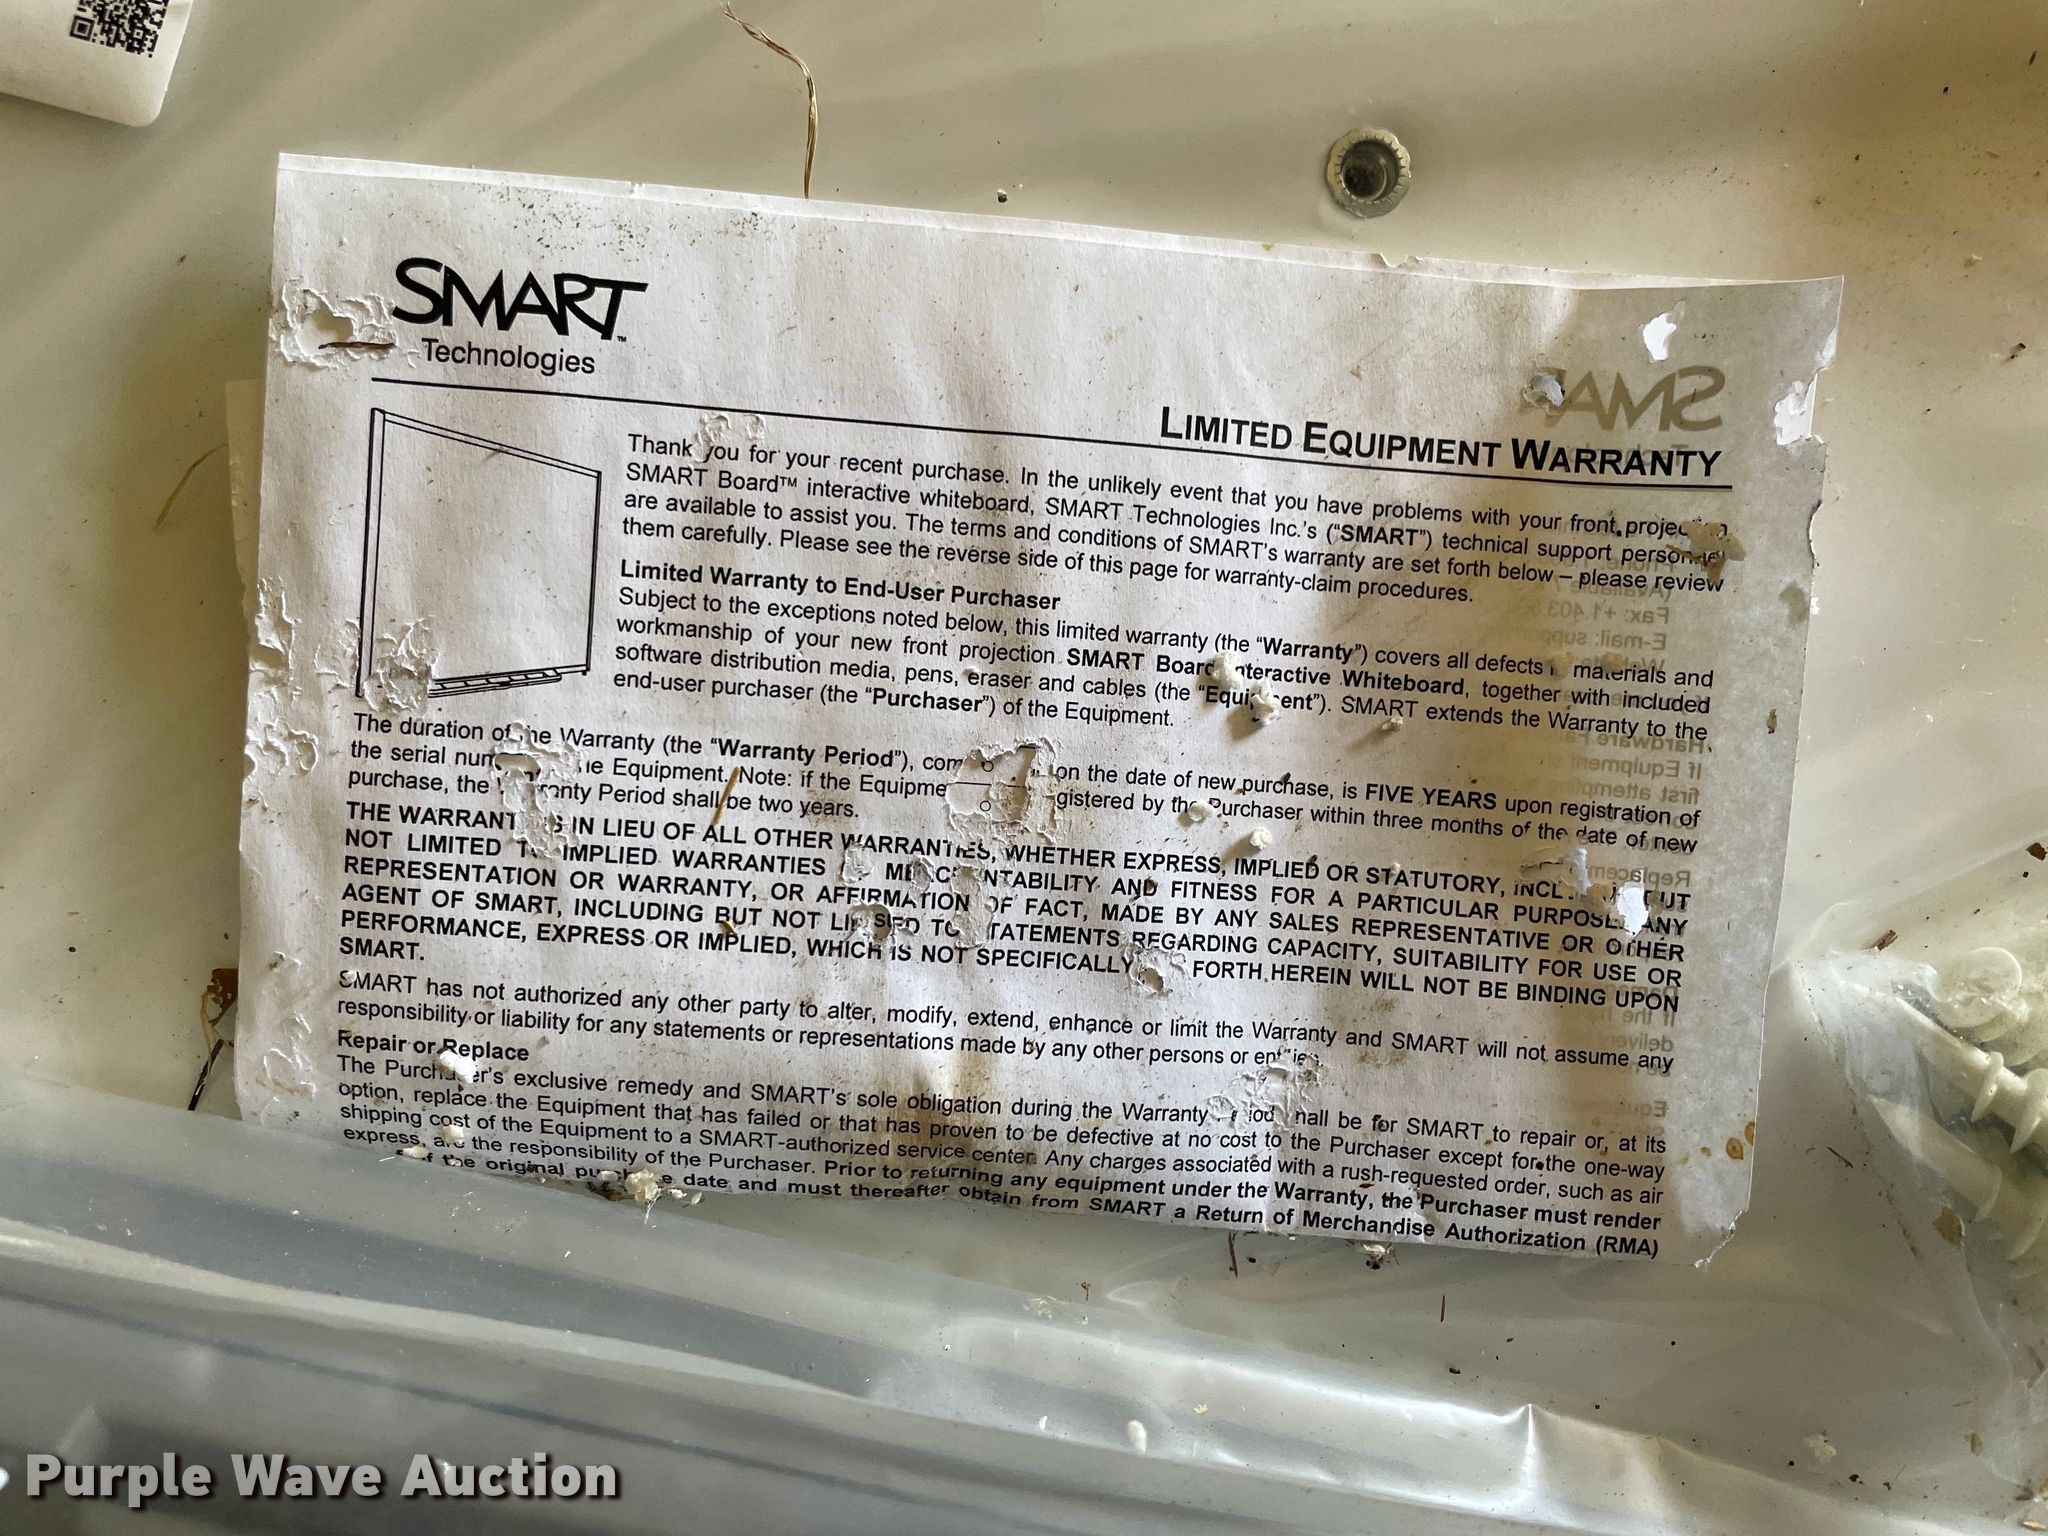 SMART™
Technologies
LIMITED EQUIPMENT WARRANTY
Thank you for your recent purchase. In the unlikely event that you have problems with your front projection
SMART Board™ interactive whiteboard, SMART Technologies Inc.'s (“SMART”) technical support personnel
are available to assist you. The terms and conditions of SMART's warranty are set forth below – please review
them carefully. Please see the reverse side of this page for warranty-claim procedures.
Limited Warranty to End-User Purchaser
Subject to the exceptions noted below, this limited warranty (the “Warranty”) covers all defects materials and
workmanship of your new front projection SMART Board Interactive Whiteboard, together with included
software distribution media, pens, eraser and cables (the “Equipment”). SMART extends the Warranty to the
end-user purchaser (the “Purchaser”) of the Equipment.
The duration of the Warranty (the “Warranty Period”), on the date of new purchase, is FIVE YEARS upon registration of
the serial Equipment. Note: if the by the Purchaser within three months of the date of new
purchase, the Warranty Period shall be two years.
THE WARRANTY IS IN LIEU OF ALL OTHER WARRANTIES, WHETHER EXPRESS, IMPLIED OR STATUTORY,
NOT LIMITED TO IMPLIED WARRANTIES MERCHANTABILITY AND FITNESS FOR A PARTICULAR PURPOSE. ANY
REPRESENTATION OR WARRANTY, OR AFFIRMATION OF FACT, MADE BY ANY SALES REPRESENTATIVE OR OTHER
AGENT OF SMART, INCLUDING BUT NOT TO STATEMENTS REGARDING CAPACITY, SUITABILITY FOR USE OR
PERFORMANCE, EXPRESS OR IMPLIED, WHICH IS NOT SPECIFICALLY FORTH HEREIN WILL NOT BE BINDING UPON
SMART.
SMART has not authorized any other party to alter, modify, extend, enhance or limit the Warranty and SMART will not assume any
responsibility or liability for any statements or representations made by any other persons or entities.
Repair or Replace
The Purchaser's exclusive remedy and SMART's sole obligation during the Warranty Period shall be for SMART to repair or, at its
option, replace the Equipment that has failed or that has proven to be defective at no cost to the Purchaser except for the one-way
shipping cost of the Equipment to a SMART-authorized service center. Any charges associated with a rush-requested order, such as air
express, are the responsibility of the Purchaser. Prior to returning any equipment under the Warranty, the Purchaser must render
of the original purchase date and must thereafter obtain from SMART a Return of Merchandise Authorization (RMA)
Purple Wave Auction